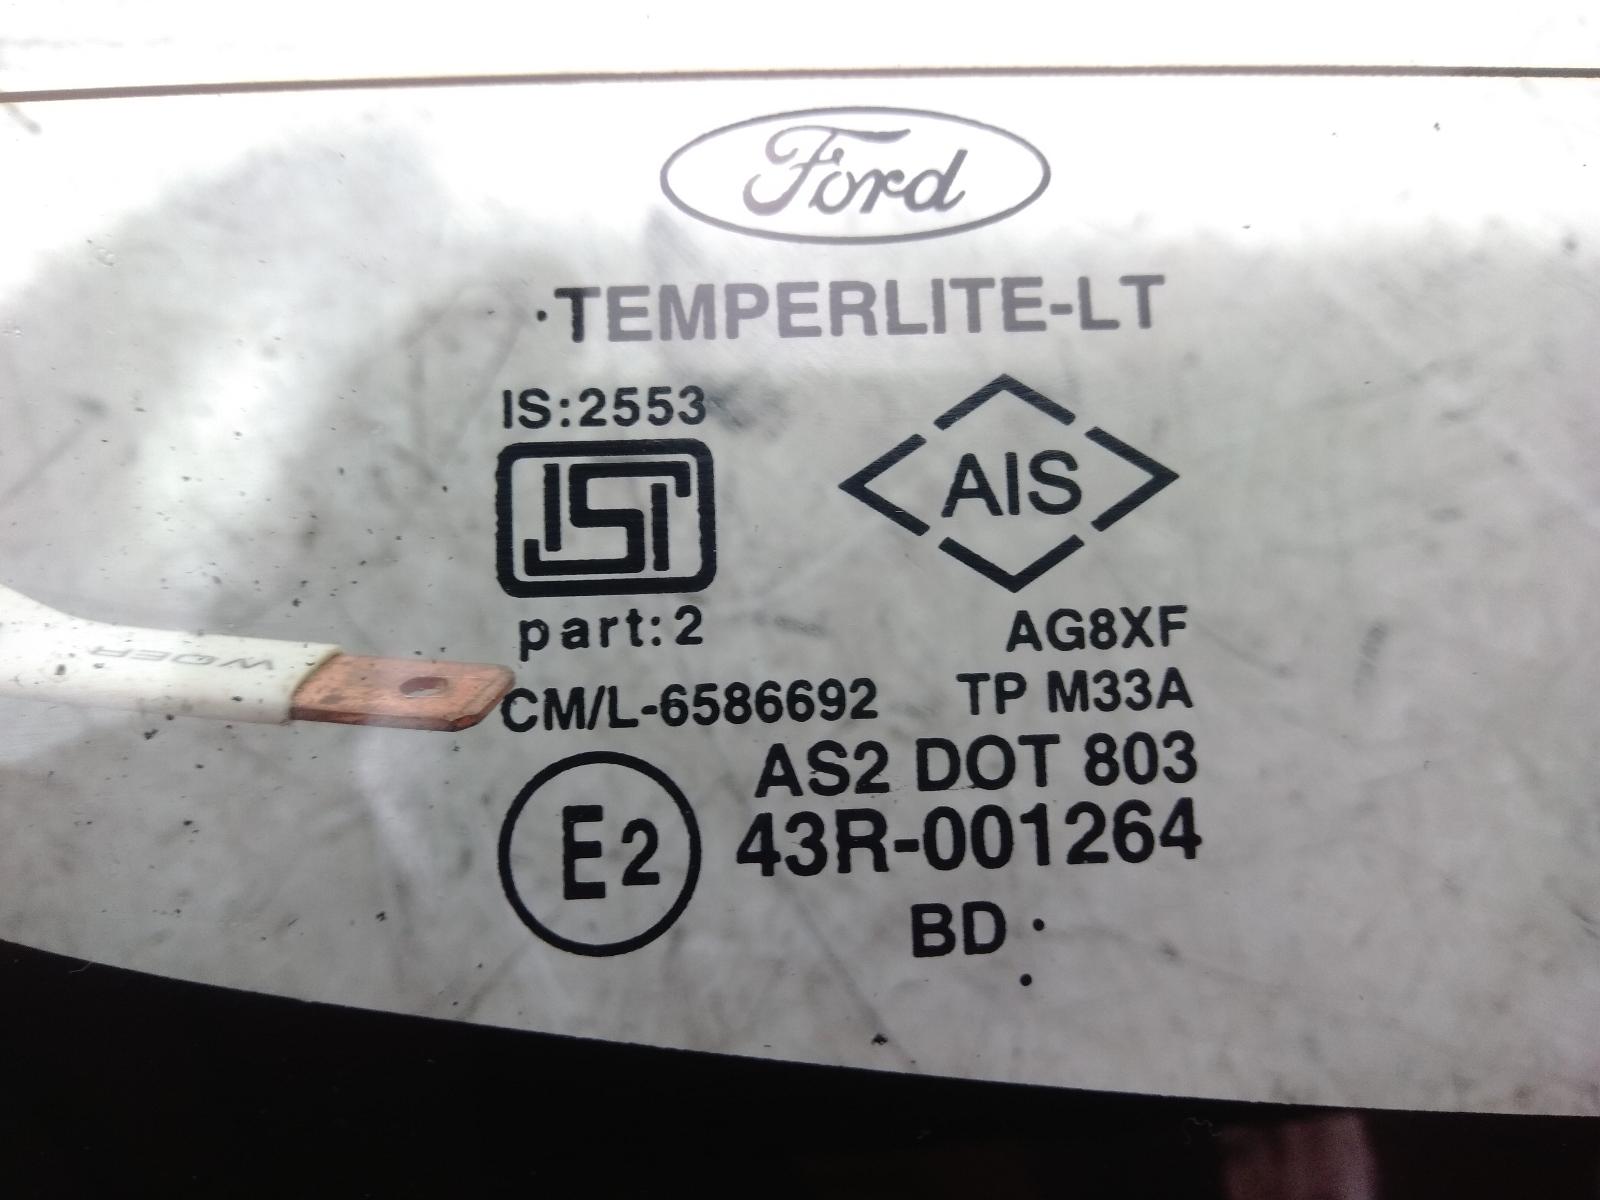 Ford
TEMPERLITE-LT
IS:2553
ISI
AIS
part:2
AG8XF
CM/L-6586692 TP M33A
AS2 DOT 803
E2 43R-001264
BD